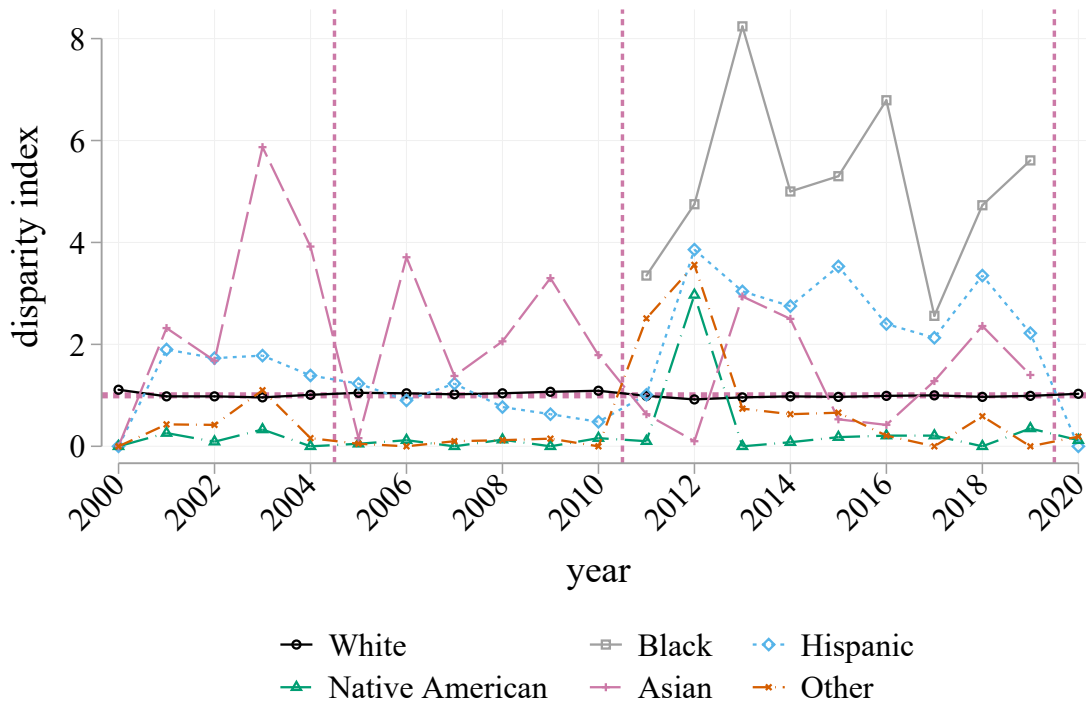 8
6
4
2
0
disparity index
2000 2002 2004 2006 2008 2010 2012 2014 2016 2018 2020
year
White Black Hispanic
Native American Asian Other